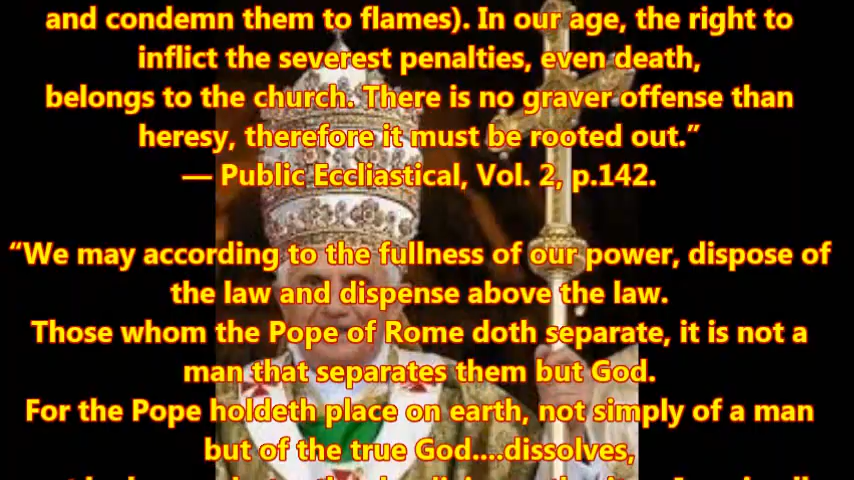 and condemn them to flames). In our age, the right to
inflict the severest penalties, even death,
belongs to the church. There is no graver offense than
heresy, therefore it must be rooted out.”
— Public Eccliastical, Vol. 2, p.142.
“We may according to the fullness of our power, dispose of
the law and dispense above the law.
Those whom the Pope of Rome doth separate, it is not a
man that separates them but God.
For the Pope holdeth place on earth, not simply of a man
but of the true God....dissolves,